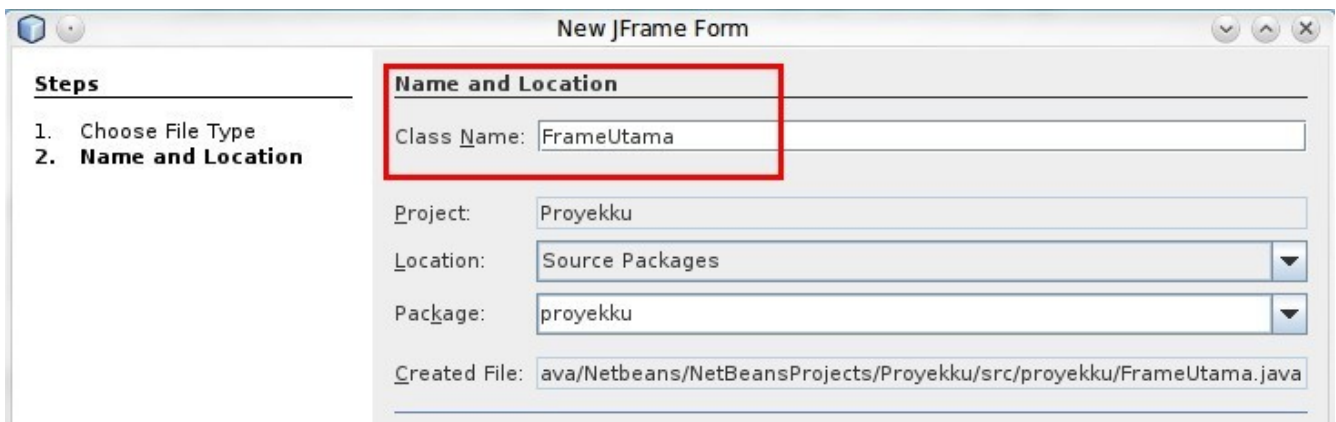 New JFrame Form
Steps
1. Choose File Type
2. Name and Location
Name and Location
Class Name: FrameUtama
Project: Proyekku
Location: Source Packages
Package: proyekku
Created File: ava/Netbeans/NetBeansProjects/Proyekku/src/proyekku/FrameUtama.java